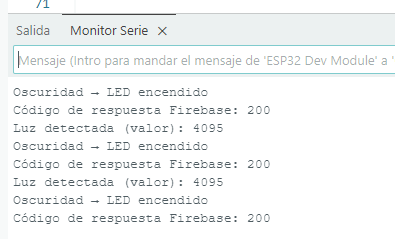 71
Salida
Monitor Serie
Mensaje (Intro para mandar el mensaje de 'ESP32 Dev Module' a '
Oscuridad → LED encendido
Código de respuesta Firebase: 200
Luz detectada (valor): 4095
Oscuridad → LED encendido
Código de respuesta Firebase: 200
Luz detectada (valor): 4095
Oscuridad → LED encendido
Código de respuesta Firebase: 200